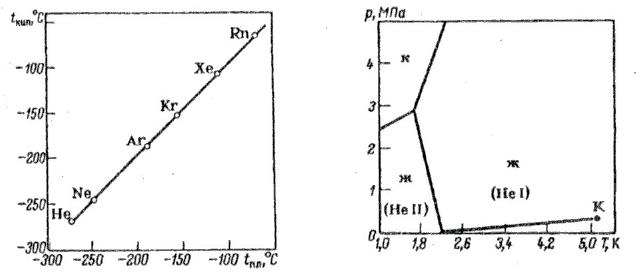 t кип, °C
-100
-150
-200
-250
-300
He
Ne
Ar
Kr
Xe
Rn
-300 -250 -200 -150 -100 t пл, °C
p, МПа
4
3
2
1
0
к
ж
(He II)
ж
(He I)
К
1,0 1,8 2,6 3,4 4,2 5,0 T, К